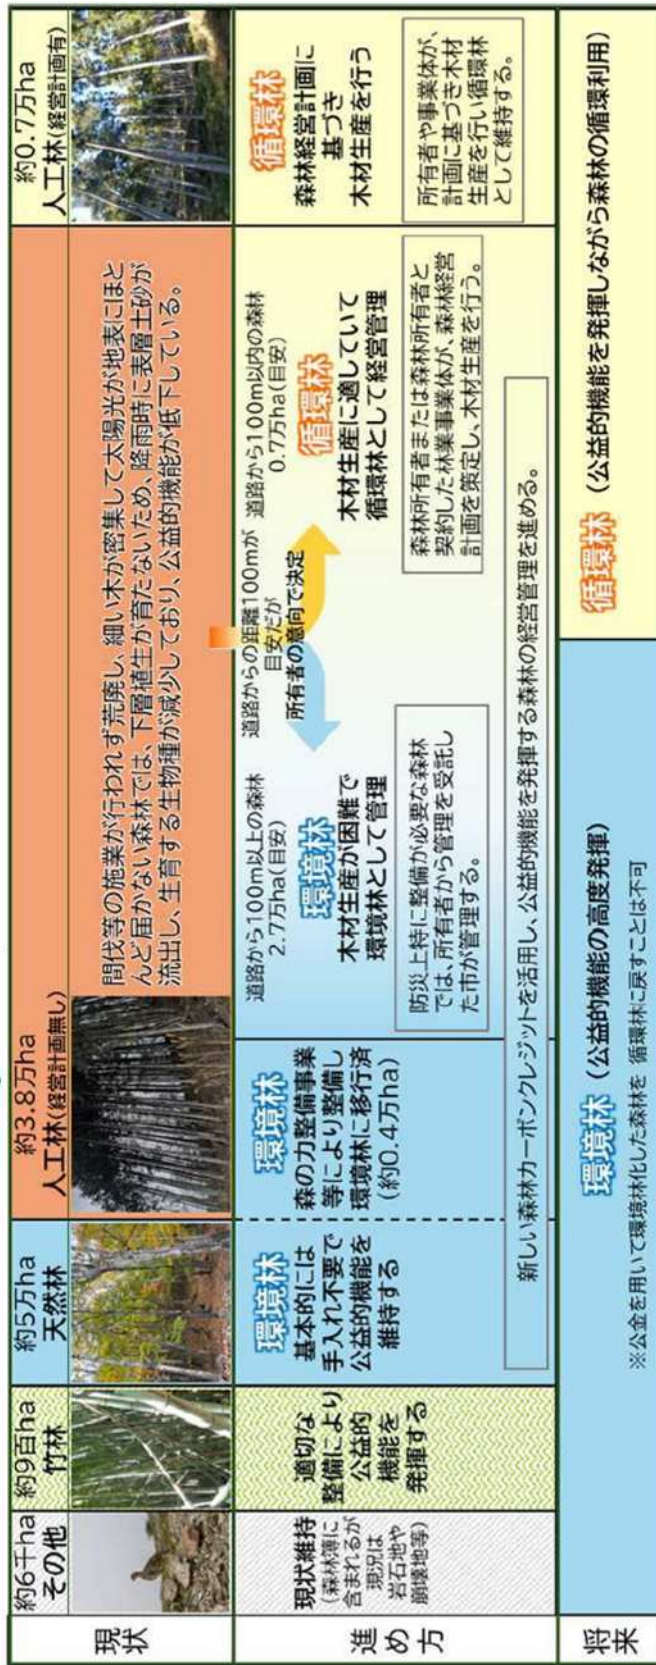 現状
約6千ha
その他
約9百ha
竹林
約5万ha
天然林
約3.8万ha
人工林(経営計画無し)
間伐等の施業が行われず荒廃し、細い木が密集して太陽光が地表にほと
んど届かない森林では、下層植生が育たないため、降雨時に表層土砂が
流出し、生育する生物種が減少しており、公益的機能が低下している。
約0.7万ha
人工林(経営計画有)
進め方
現状維持
(森林簿に
含まれるが
現況は
岩石地や
崩壊地等)
適切な
整備により
公益的
機能を
発揮する
環境林
基本的には
手入れ不要で
公益的機能を
維持する
環境林
森の力整備事業
等により整備し
環境林に移行済
(約0.4万ha)
道路から100m以上の森林
2.7万ha(目安)
環境林
木材生産が困難で
環境林として管理
防災上特に整備が必要な森林
では、所有者から管理を受託し
た市が管理する。
道路からの距離100mが
目安だが
所有者の意向で決定
道路から100m以内の森林
0.7万ha(目安)
循環林
木材生産に適していて
循環林として経営管理
森林所有者または森林所有者と
契約した林業事業体が、森林経営
計画を策定し、木材生産を行う。
新しい森林カーボンクレジットを活用し、公益的機能を発揮する森林の経営管理を進める。
循環林
森林経営計画に
基づき
木材生産を行う
所有者や事業体が、
計画に基づき木材
生産を行い循環林
として維持する。
将来
環境林(公益的機能の高度発揮)
※公金を用いて環境林化した森林を 循環林に戻すことは不可
循環林(公益的機能を発揮しながら森林の循環利用)